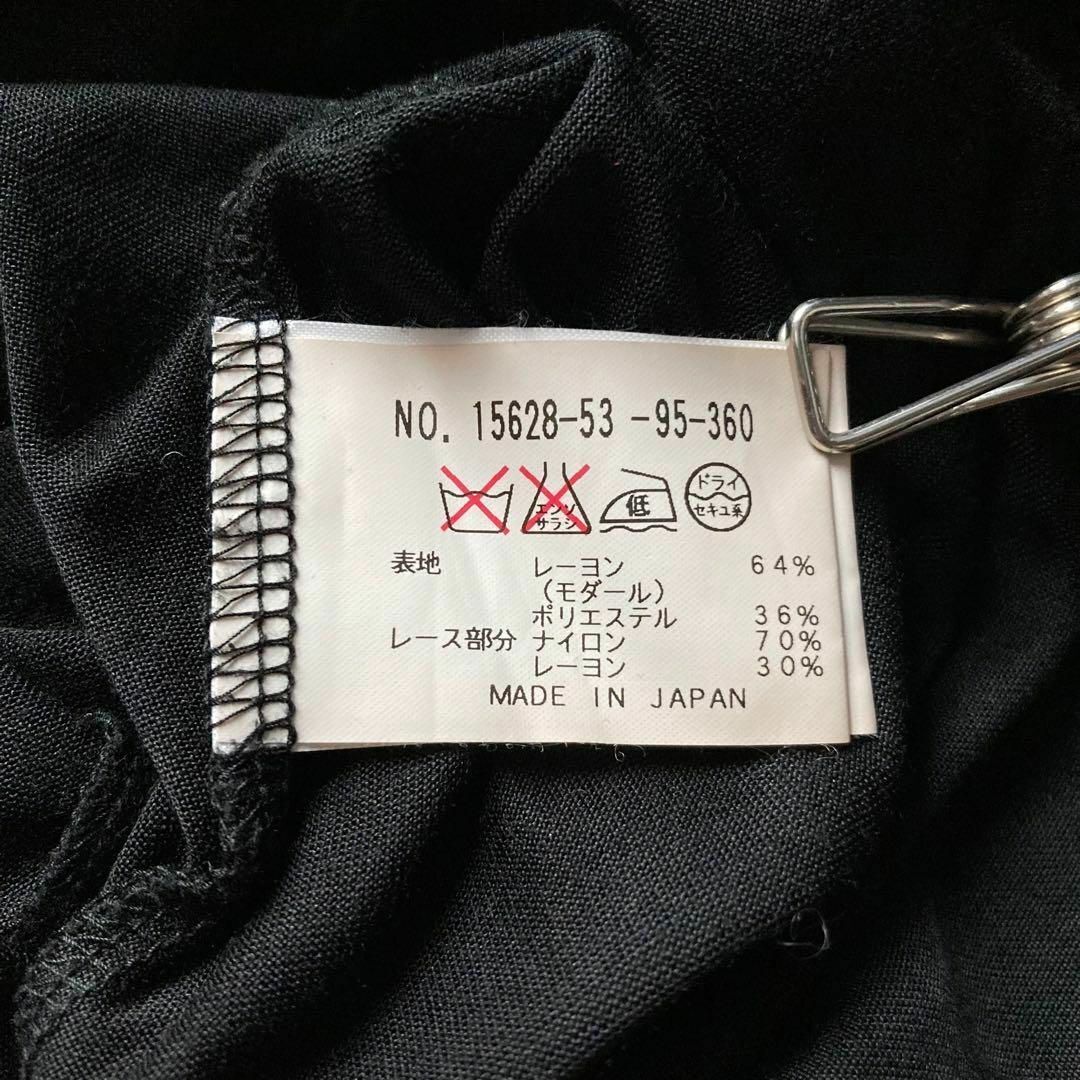 NO. 15628-53 -95-360
エンソ サラシ 低 ドライ セキユ系
表地 レーヨン 64%
(モダール)
ポリエステル 36%
レース部分 ナイロン 70%
レーヨン 30%
MADE IN JAPAN